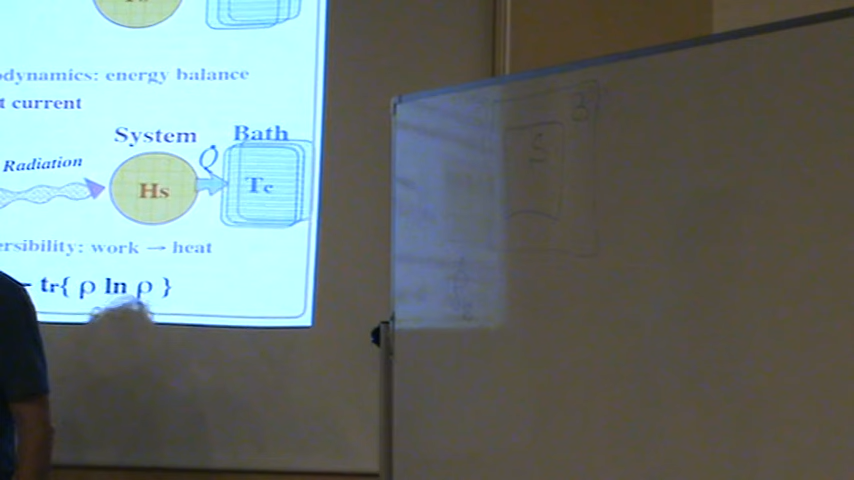 odynamics: energy balance
t current
System Bath
Radiation Q
Hs Tc
ersibility: work → heat
- tr{ ρ ln ρ }
S B